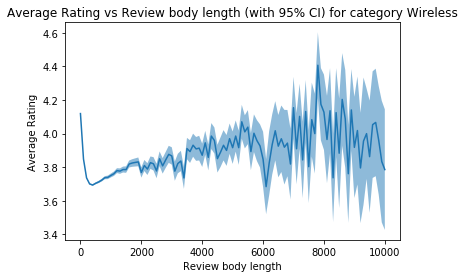 Average Rating vs Review body length (with 95% CI) for category Wireless
4.6
4.4
4.2
4.0
3.8
3.6
3.4
Average Rating
0 2000 4000 6000 8000 10000
Review body length